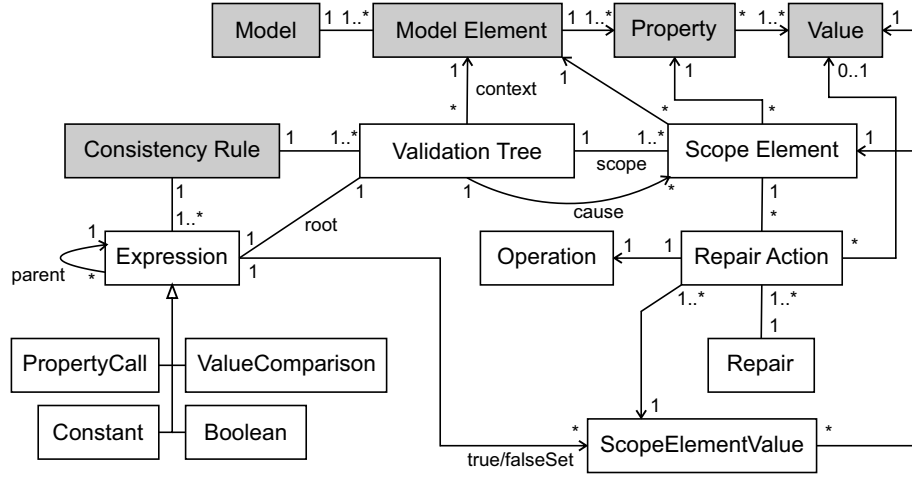 Model 1 1..* Model Element 1 1..* Property * 1..* Value 1
1 context 1 1 0..1
* * *
Consistency Rule 1 1..* Validation Tree 1 1..* Scope Element 1
scope
1 1 1 * 1
cause
1..* root *
1 Expression 1 Operation 1 1 Repair Action *
parent * 1
1..* 1..*
1
PropertyCall ValueComparison Repair
Constant Boolean 1
* ScopeElementValue *
true/falseSet